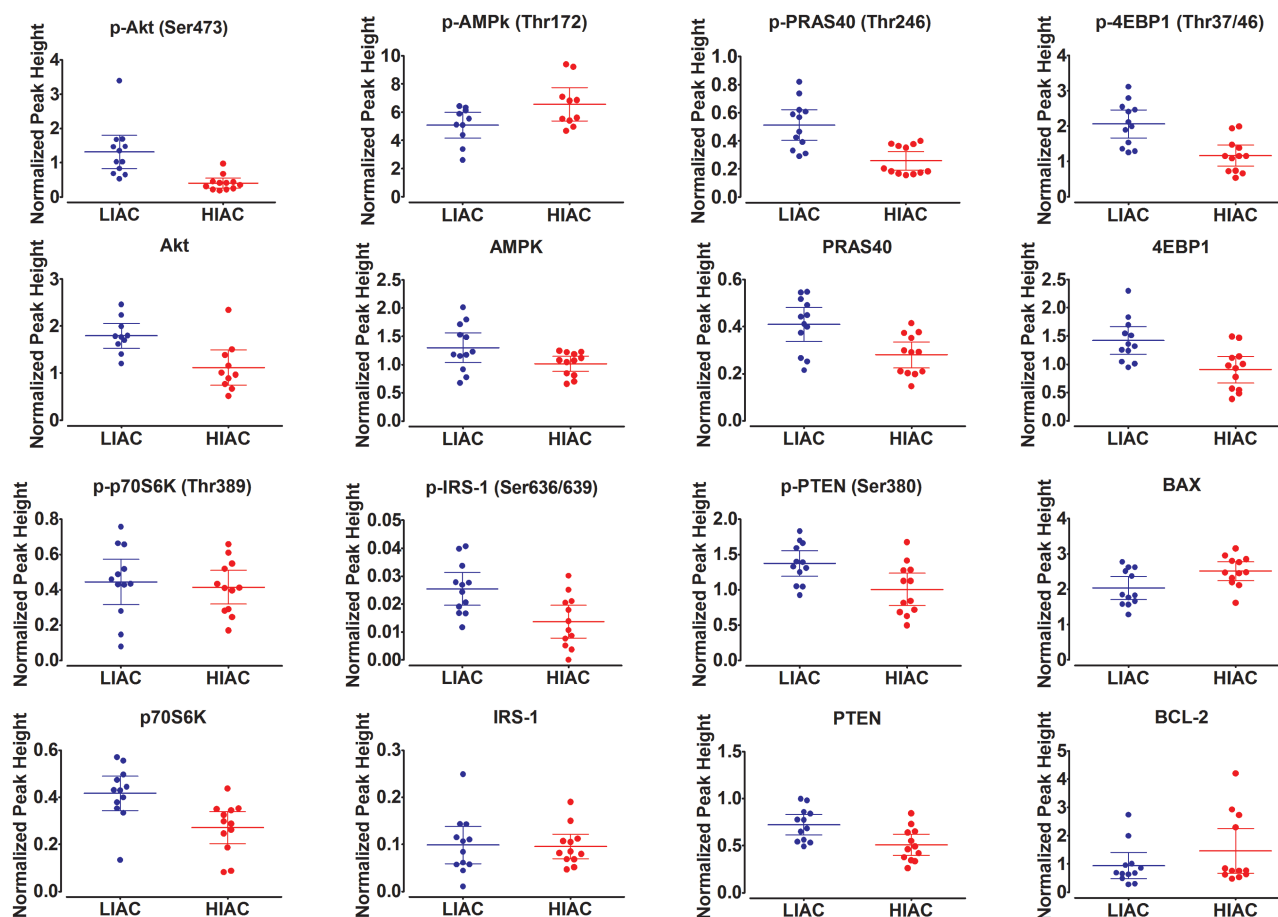 p-Akt (Ser473)
Normalized Peak Height
4
3
2
1
0
LIAC HIAC
p-AMPk (Thr172)
Normalized Peak Height
10
8
6
4
2
0
LIAC HIAC
p-PRAS40 (Thr246)
Normalized Peak Height
1.0
0.8
0.6
0.4
0.2
0.0
LIAC HIAC
p-4EBP1 (Thr37/46)
Normalized Peak Height
4
3
2
1
0
LIAC HIAC
Akt
Normalized Peak Height
3
2
1
0
LIAC HIAC
AMPK
Normalized Peak Height
2.5
2.0
1.5
1.0
0.5
0.0
LIAC HIAC
PRAS40
Normalized Peak Height
0.6
0.4
0.2
0.0
LIAC HIAC
4EBP1
Normalized Peak Height
2.5
2.0
1.5
1.0
0.5
0.0
LIAC HIAC
p-p70S6K (Thr389)
Normalized Peak Height
0.8
0.6
0.4
0.2
0.0
LIAC HIAC
p-IRS-1 (Ser636/639)
Normalized Peak Height
0.05
0.04
0.03
0.02
0.01
0.00
LIAC HIAC
p-PTEN (Ser380)
Normalized Peak Height
2.0
1.5
1.0
0.5
0.0
LIAC HIAC
BAX
Normalized Peak Height
4
3
2
1
0
LIAC HIAC
p70S6K
Normalized Peak Height
0.6
0.4
0.2
0.0
LIAC HIAC
IRS-1
Normalized Peak Height
0.3
0.2
0.1
0.0
LIAC HIAC
PTEN
Normalized Peak Height
1.5
1.0
0.5
0.0
LIAC HIAC
BCL-2
Normalized Peak Height
5
4
3
2
1
0
LIAC HIAC